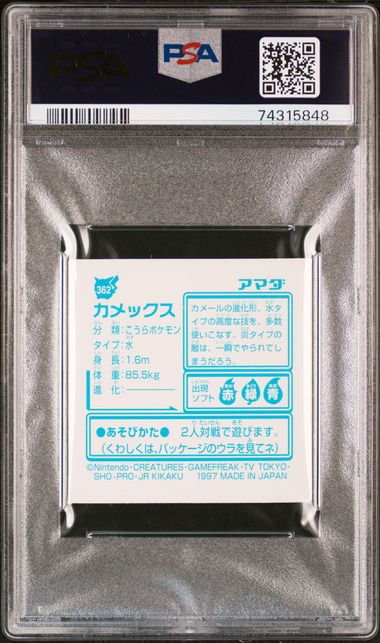 PSA
PSA
74315848
362
アマダ
カメックス
分類:こうらポケモン
タイプ:水
身長:1.6m
体重:85.5kg
進化:
カメールの進化形。水タ
イプの高度な技を、多数
使いこなす。炎タイプの
敵は、一瞬でやられてし
まうだろう。
出現
ソフト
赤 緑 青
●あそびかた● 2人対戦で遊びます。
(くわしくは、パッケージのウラを見てネ)
©Nintendo・CREATURES・GAMEFREAK・TV TOKYO・
SHO・PRO・JR KIKAKU 1997 MADE IN JAPAN